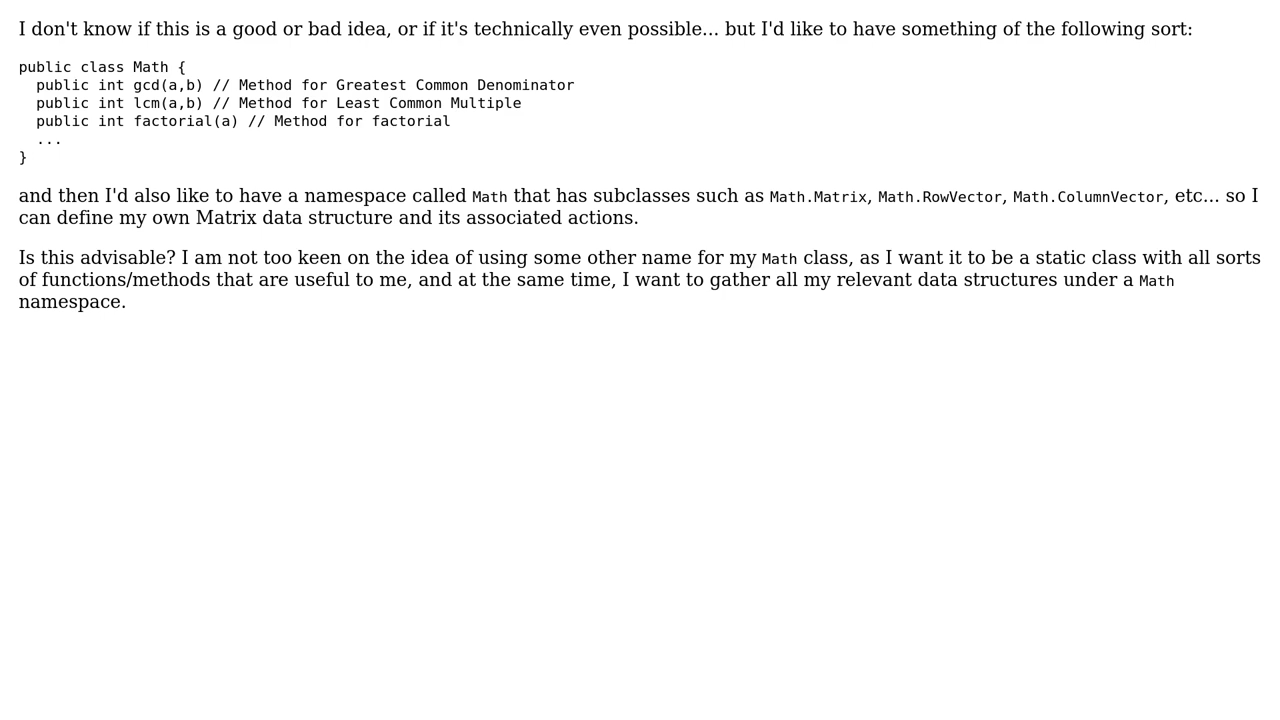 I don't know if this is a good or bad idea, or if it's technically even possible... but I'd like to have something of the following sort:
public class Math {
  public int gcd(a,b) // Method for Greatest Common Denominator
  public int lcm(a,b) // Method for Least Common Multiple
  public int factorial(a) // Method for factorial
  ...
}
and then I'd also like to have a namespace called Math that has subclasses such as Math.Matrix, Math.RowVector, Math.ColumnVector, etc... so I
can define my own Matrix data structure and its associated actions.
Is this advisable? I am not too keen on the idea of using some other name for my Math class, as I want it to be a static class with all sorts
of functions/methods that are useful to me, and at the same time, I want to gather all my relevant data structures under a Math
namespace.